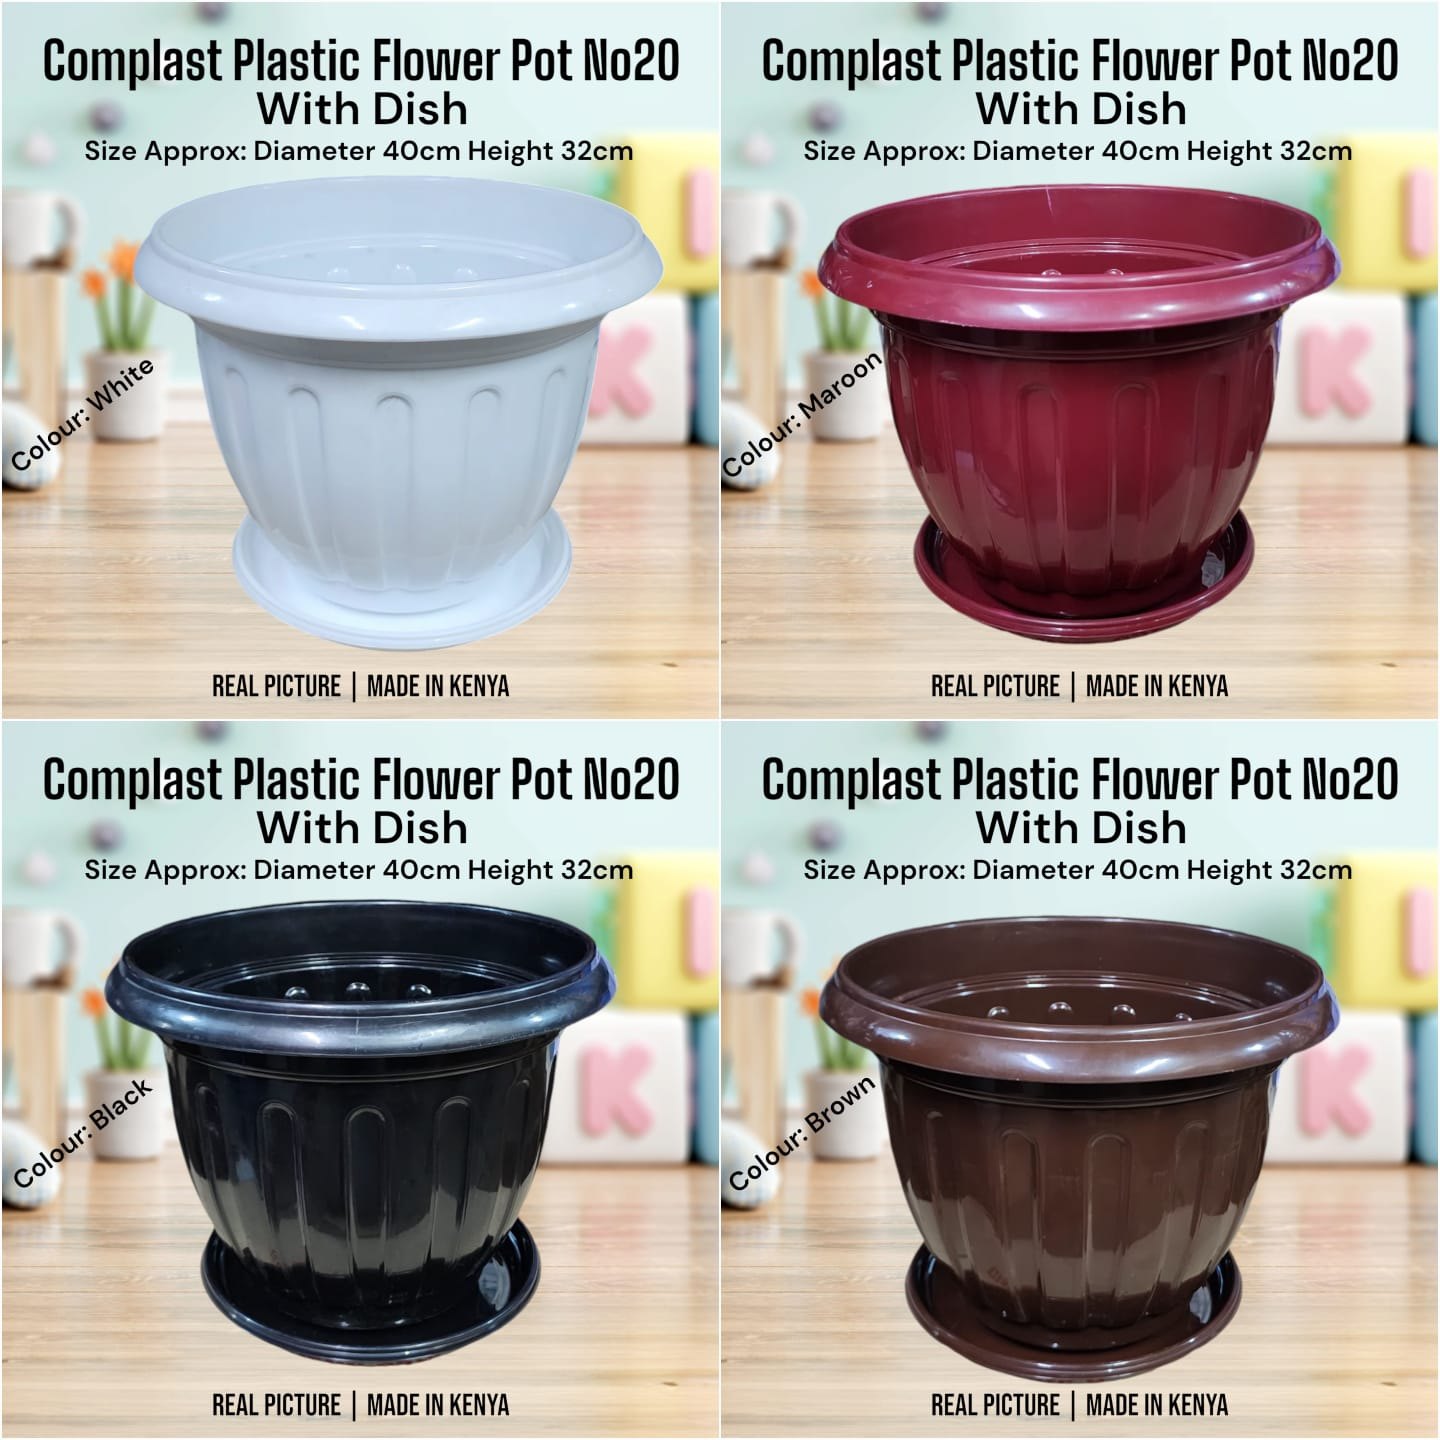 Complast Plastic Flower Pot No20
With Dish
Size Approx: Diameter 40cm Height 32cm
K
Colour: White
REAL PICTURE | MADE IN KENYA
Complast Plastic Flower Pot No20
With Dish
Size Approx: Diameter 40cm Height 32cm
K
Colour: Maroon
REAL PICTURE | MADE IN KENYA
Complast Plastic Flower Pot No20
With Dish
Size Approx: Diameter 40cm Height 32cm
K
Colour: Black
REAL PICTURE | MADE IN KENYA
Complast Plastic Flower Pot No20
With Dish
Size Approx: Diameter 40cm Height 32cm
K
Colour: Brown
REAL PICTURE | MADE IN KENYA